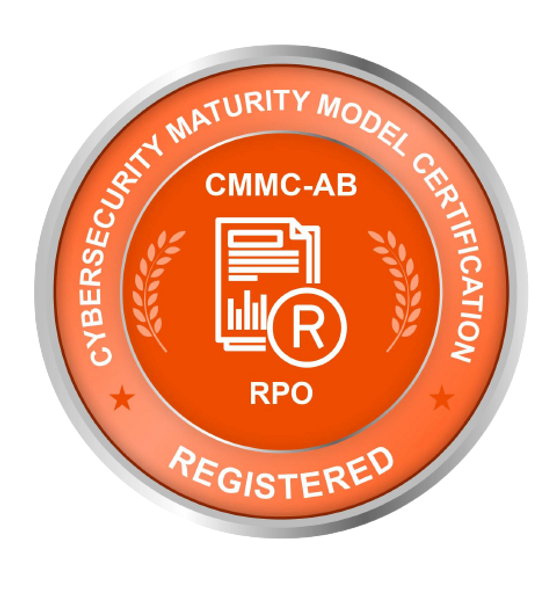 CYBERSECURITY MATURITY MODEL CERTIFICATION
CMMC-AB
R
RPO
REGISTERED